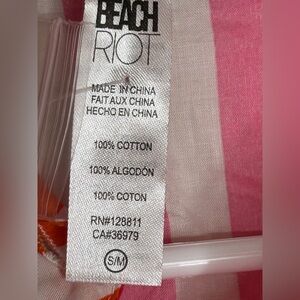 BEACH
RIOT
MADE IN CHINA
FAIT AUX CHINA
HECHO EN CHINA
100% COTTON
100% ALGODÓN
100% COTON
RN#128811
CA#36979
S/M